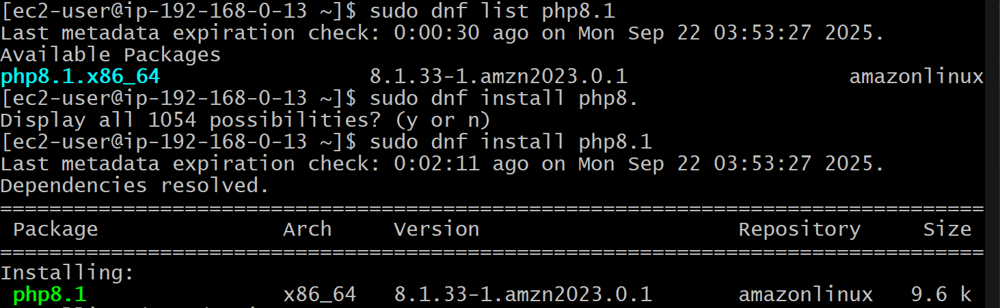 [ec2-user@ip-192-168-0-13 ~]$ sudo dnf list php8.1
Last metadata expiration check: 0:00:30 ago on Mon Sep 22 03:53:27 2025.
Available Packages
php8.1.x86_64 8.1.33-1.amzn2023.0.1 amazonlinux
[ec2-user@ip-192-168-0-13 ~]$ sudo dnf install php8.
Display all 1054 possibilities? (y or n)
[ec2-user@ip-192-168-0-13 ~]$ sudo dnf install php8.1
Last metadata expiration check: 0:02:11 ago on Mon Sep 22 03:53:27 2025.
Dependencies resolved.
================================================================================
Package Arch Version Repository Size
================================================================================
Installing:
php8.1 x86_64 8.1.33-1.amzn2023.0.1 amazonlinux 9.6 k